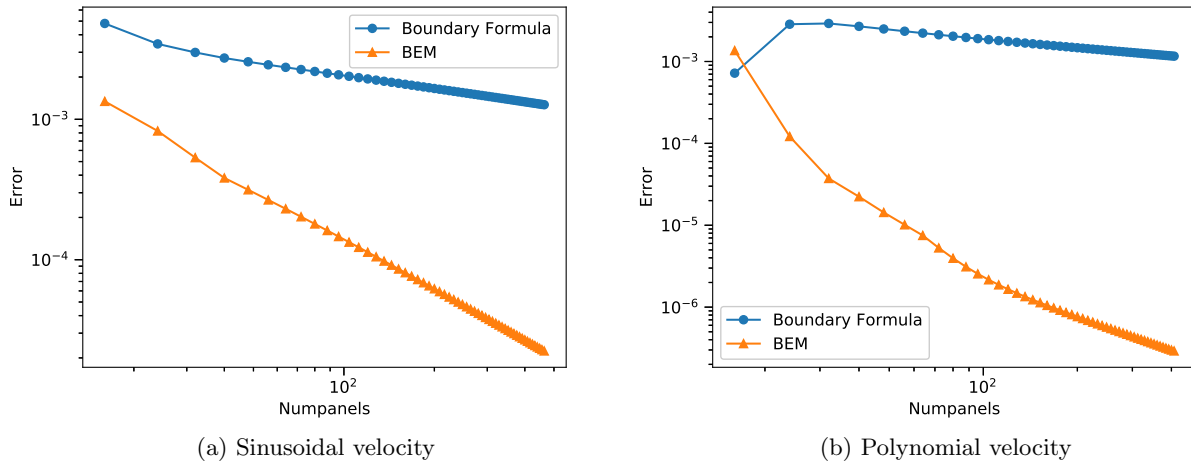 Boundary Formula
BEM
10⁻³
10⁻⁴
Error
10²
Numpanels
(a) Sinusoidal velocity
10⁻³
10⁻⁴
10⁻⁵
10⁻⁶
Error
Boundary Formula
BEM
10²
Numpanels
(b) Polynomial velocity